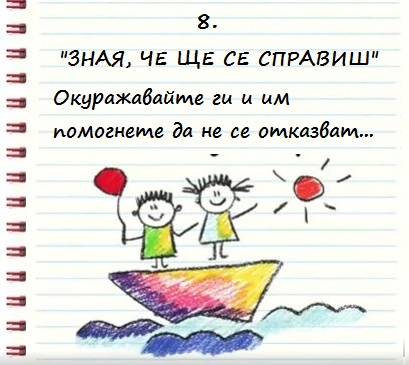 8.
"ЗНАЯ, ЧЕ ЩЕ СЕ СПРАВИШ"
Окуражавайте ги и им
помогнете да не се отказват...